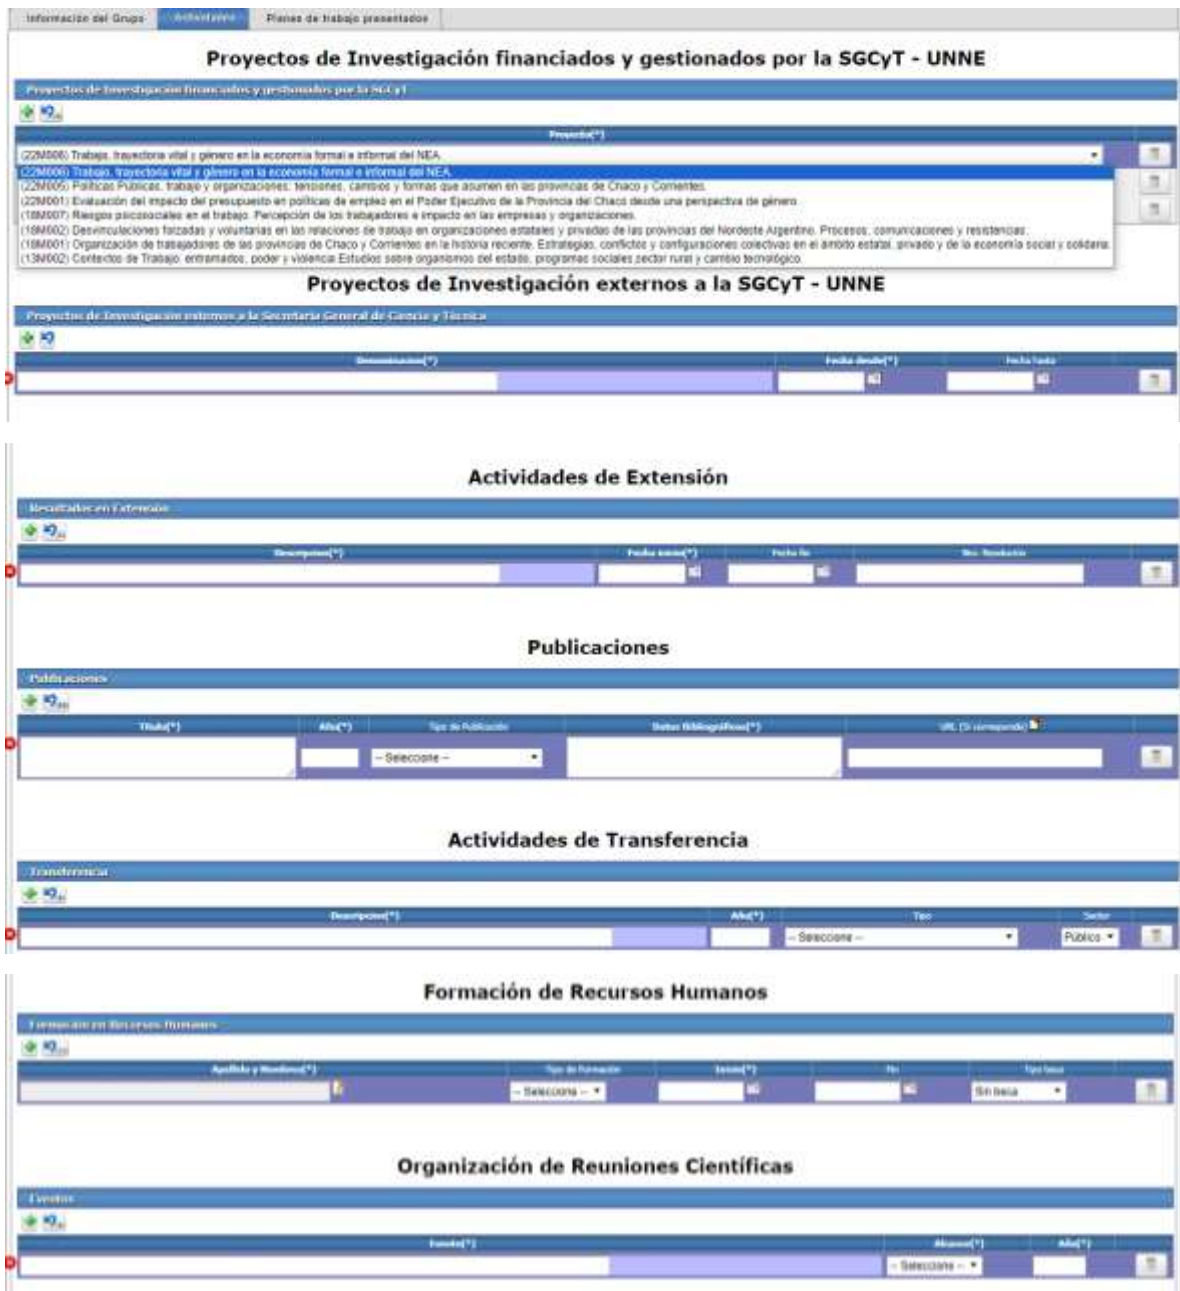 Información del Grupo Actividades Planes de trabajo presentados
Proyectos de Investigación financiados y gestionados por la SGCyT - UNNE
Proyectos de Investigación financiados y gestionados por la SGCyT
Proyecto(*)
(22M006) Trabajo, trayectoria vital y género en la economía formal e informal del NEA.
(22M006) Trabajo, trayectoria vital y género en la economía formal e informal del NEA.
(22M005) Políticas Públicas, trabajo y organizaciones: tensiones, cambios y formas que asumen en las provincias de Chaco y Corrientes.
(22M001) Evaluación del impacto del presupuesto en políticas de empleo en el Poder Ejecutivo de la Provincia del Chaco desde una perspectiva de género.
(18M007) Riesgos psicosociales en el trabajo. Percepción de los trabajadores e impacto en las empresas y organizaciones.
(18M002) Desvinculaciones forzadas y voluntarias en las relaciones de trabajo en organizaciones estatales y privadas de las provincias del Nordeste Argentino. Procesos, comunicaciones y resistencias.
(18M001) Organización de trabajadores de las provincias de Chaco y Corrientes en la historia reciente. Estrategias, conflictos y configuraciones colectivas en el ámbito estatal, privado y de la economía social y solidaria.
(13M002) Contextos de Trabajo: entramados, poder y violencia Estudios sobre organismos del estado, programas sociales sector rural y cambio tecnológico.
Proyectos de Investigación externos a la SGCyT - UNNE
Proyectos de Investigación externos a la Secretaría General de Ciencia y Técnica
Denominacion(*) Fecha desde(*) Fecha hasta
Actividades de Extensión
Resultados en Extensión
Descripcion(*) Fecha inicio(*) Fecha fin Nro. Resolución
Publicaciones
Publicaciones
Titulo(*) Año(*) Tipo de Publicación Datos Bibliográficos(*) URL (Si corresponde)
-- Seleccione --
Actividades de Transferencia
Transferencia
Descripcion(*) Año(*) Tipo Sector
-- Seleccione -- Público
Formación de Recursos Humanos
Formación en Recursos Humanos
Apellido y Nombres(*) Tipo de Formación Inicio(*) Fin Tipo beca
-- Seleccione -- Sin beca
Organización de Reuniones Científicas
Eventos
Evento(*) Alcance(*) Año(*)
-- Seleccione --